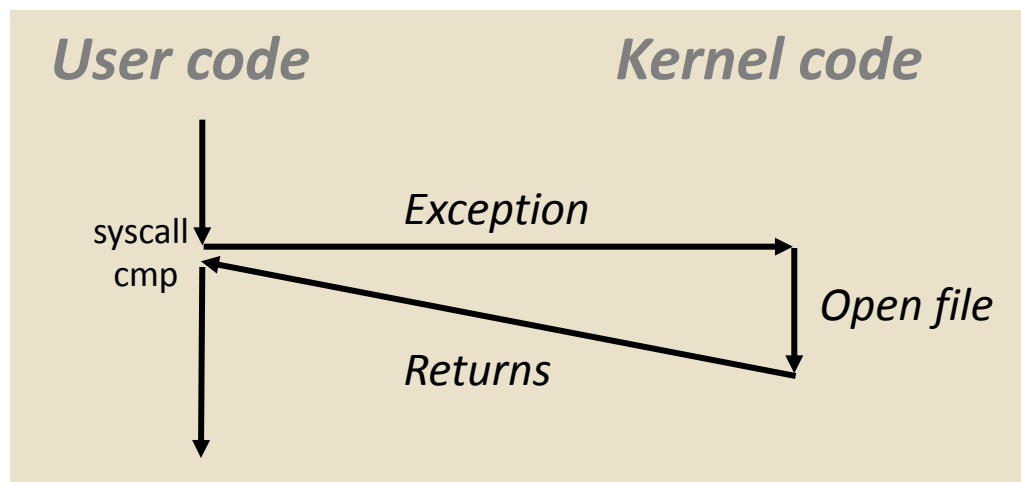 User code
Kernel code
Exception
syscall
cmp
Open file
Returns